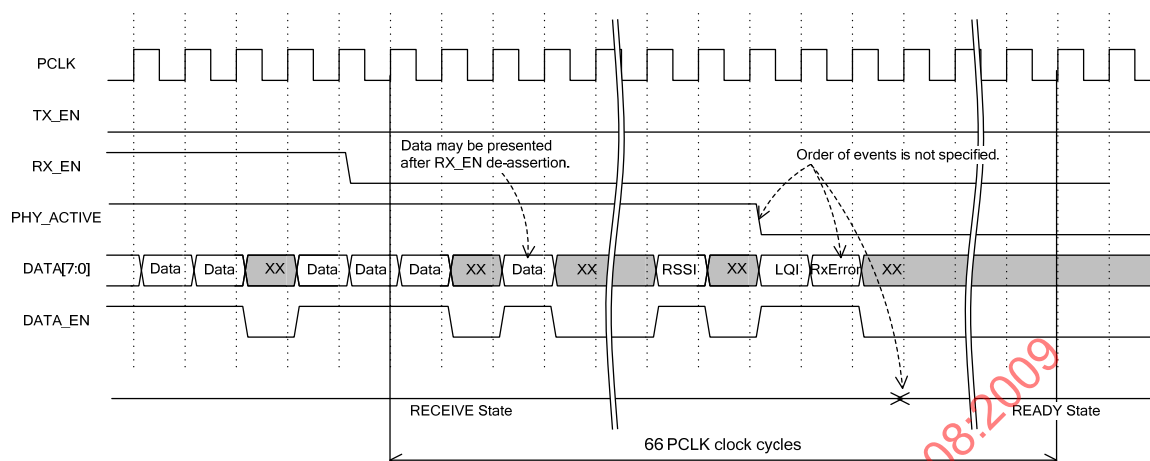 PCLK
TX_EN
RX_EN
Data may be presented
after RX_EN de-assertion.
Order of events is not specified.
PHY_ACTIVE
DATA[7:0] Data Data XX Data Data Data XX Data XX RSSI XX LQI RxError XX
DATA_EN
RECEIVE State READY State
66 PCLK clock cycles
08:2009